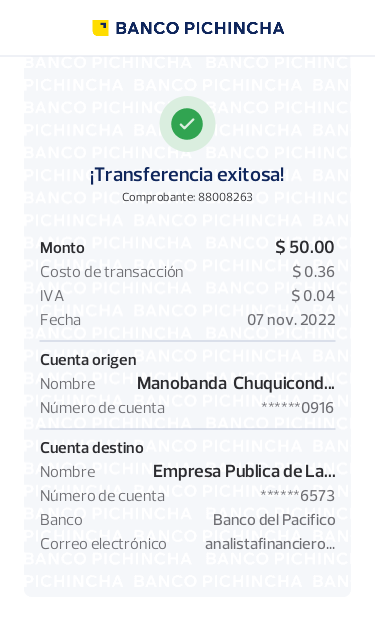 BANCO PICHINCHA
¡Transferencia exitosa!
Comprobante: 88008263
Monto $ 50.00
Costo de transacción $ 0.36
IVA $ 0.04
Fecha 07 nov. 2022
Cuenta origen
Nombre Manobanda Chuquicond...
Número de cuenta ******0916
Cuenta destino
Nombre Empresa Publica de La...
Número de cuenta ******6573
Banco Banco del Pacifico
Correo electrónico analistafinanciero...